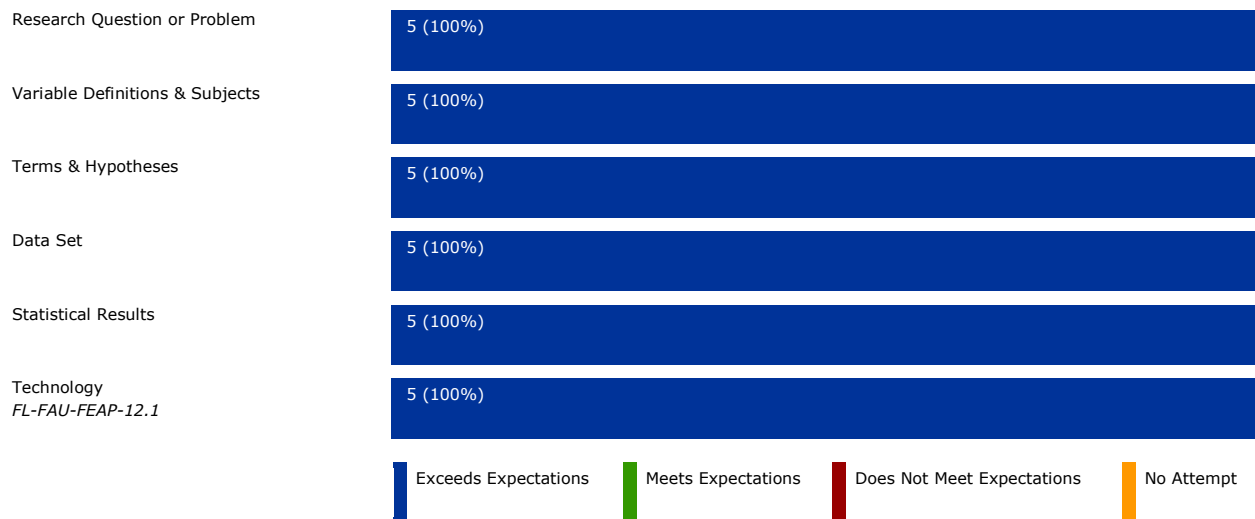 Research Question or Problem
5 (100%)
Variable Definitions & Subjects
5 (100%)
Terms & Hypotheses
5 (100%)
Data Set
5 (100%)
Statistical Results
5 (100%)
Technology
5 (100%)
FL-FAU-FEAP-12.1
Exceeds Expectations Meets Expectations Does Not Meet Expectations No Attempt